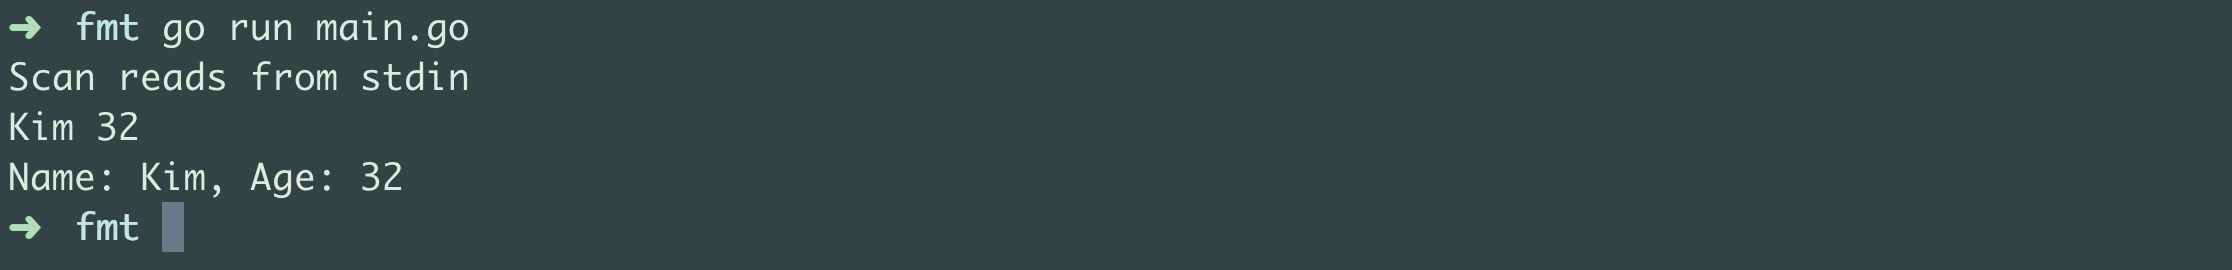 ➜ fmt go run main.go
Scan reads from stdin
Kim 32
Name: Kim, Age: 32
➜ fmt